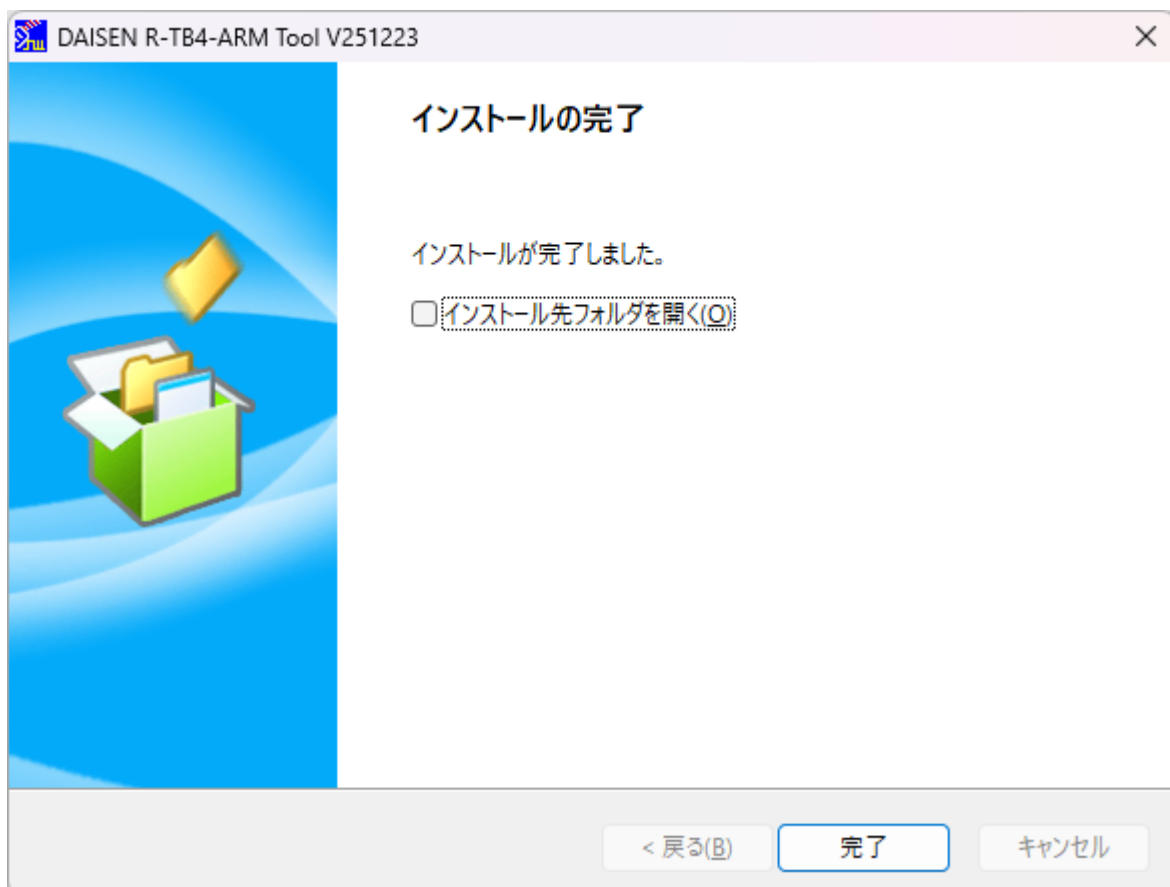 DAISEN R-TB4-ARM Tool V251223
インストールの完了
インストールが完了しました。
インストール先フォルダを開く(O)
< 戻る(B)
完了
キャンセル